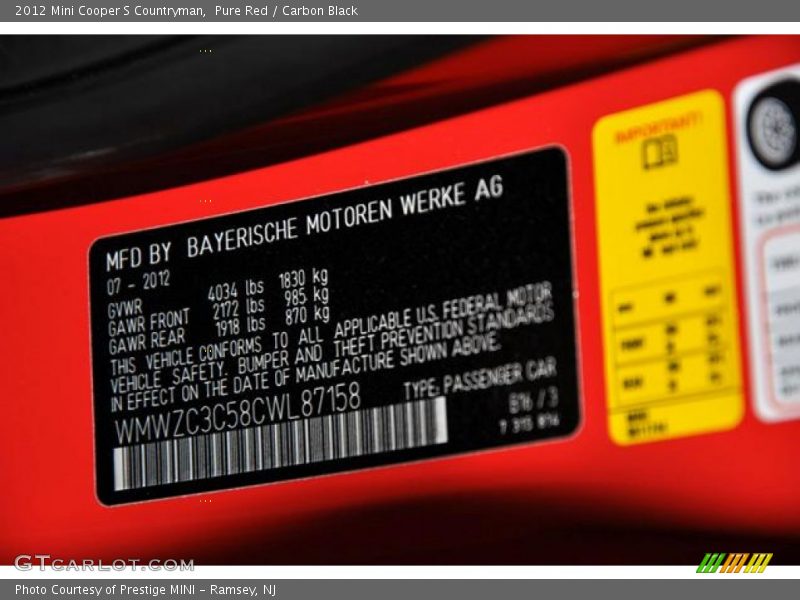 2012 Mini Cooper S Countryman,  Pure Red / Carbon Black
MFD BY BAYERISCHE MOTOREN WERKE AG
07 - 2012
GVWR 4034 lbs 1830 kg
GAWR FRONT 2172 lbs 985 kg
GAWR REAR 1918 lbs 870 kg
THIS VEHICLE CONFORMS TO ALL APPLICABLE U.S. FEDERAL MOTOR
VEHICLE SAFETY, BUMPER AND THEFT PREVENTION STANDARDS
IN EFFECT ON THE DATE OF MANUFACTURE SHOWN ABOVE.
WMWZC3C58CWL87158 TYPE: PASSENGER CAR
B16 / 3
IMPORTANT!
GTCARLOT.COM
Photo Courtesy of Prestige MINI - Ramsey, NJ